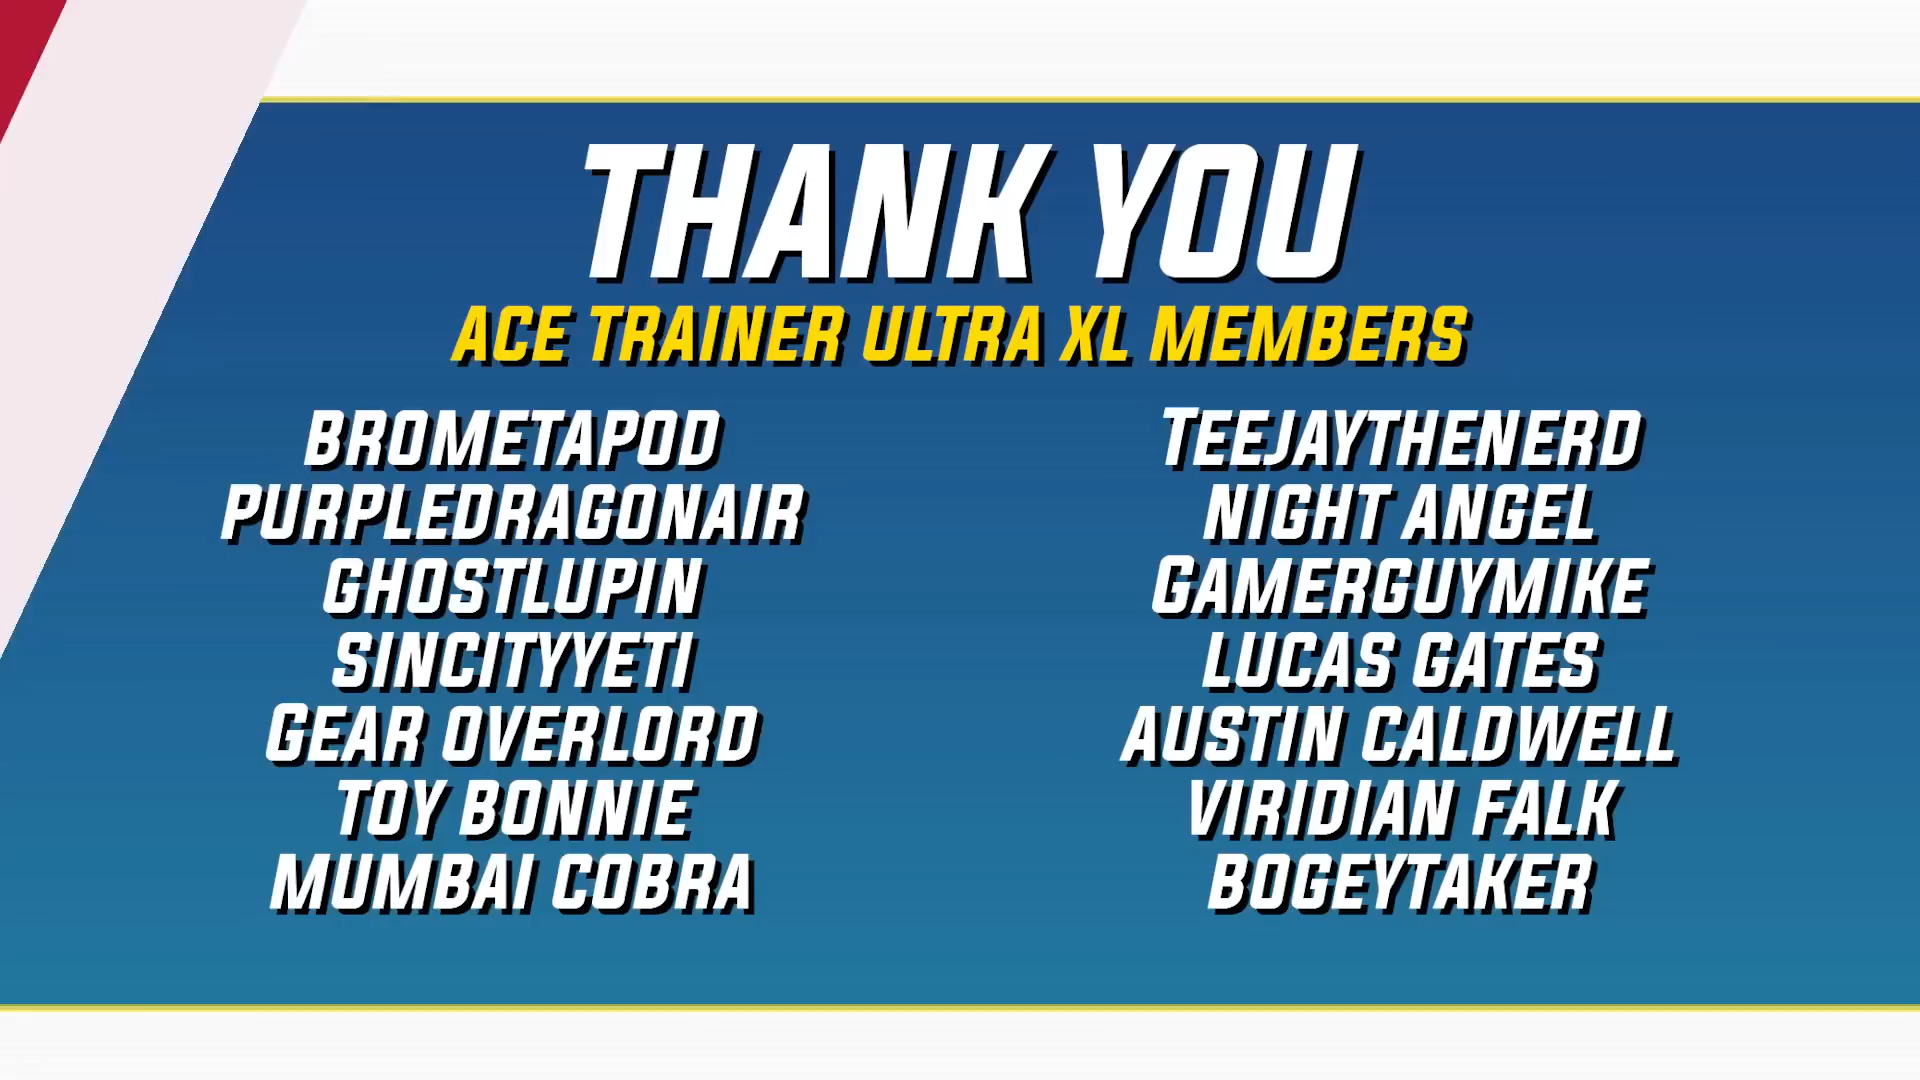 THANK YOU
ACE TRAINER ULTRA XL MEMBERS
BROMETAPOD
PURPLEDRAGONAIR
GHOSTLUPIN
SINCITYYETI
GEAR OVERLORD
TOY BONNIE
MUMBAI COBRA
TEEJAYTHENERD
NIGHT ANGEL
GAMERGUYMIKE
LUCAS GATES
AUSTIN CALDWELL
VIRIDIAN FALK
BOGEYTAKER